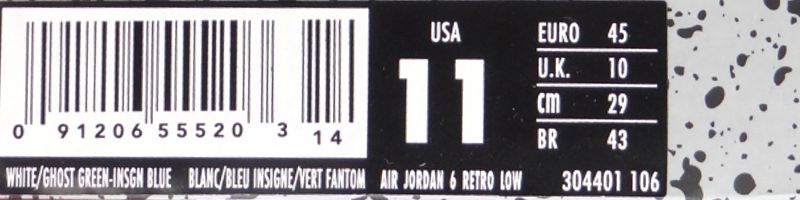 0 91206 55520 3 14
USA
11
EURO 45
U.K. 10
cm 29
BR 43
WHITE/GHOST GREEN-INSGN BLUE BLANC/BLEU INSIGNE/VERT FANTOM AIR JORDAN 6 RETRO LOW 304401 106